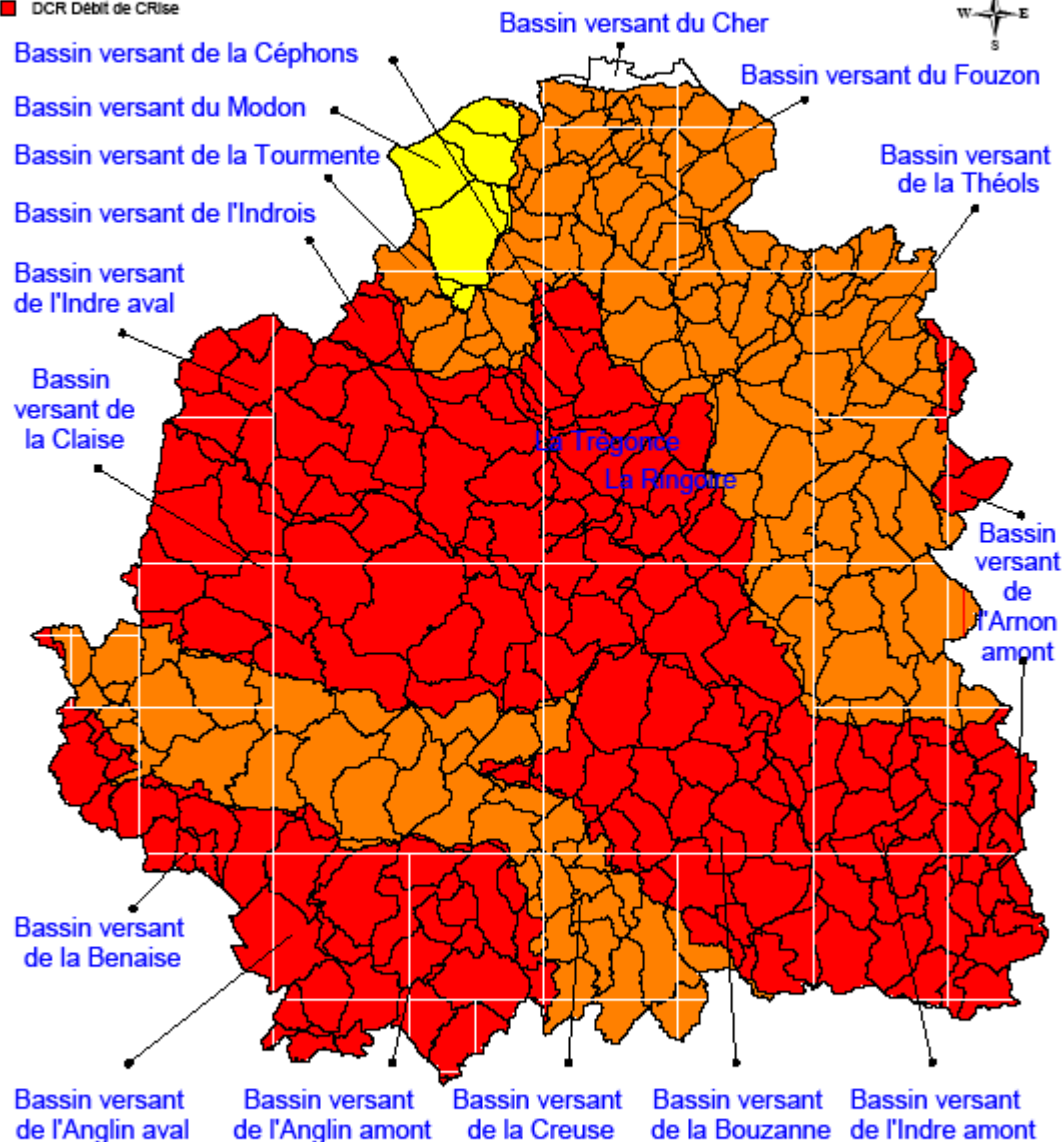 DCR Débit de CRise
W E
S
Bassin versant du Cher
Bassin versant de la Céphons
Bassin versant du Fouzon
Bassin versant du Modon
Bassin versant de la Tourmente
Bassin versant
de la Théols
Bassin versant de l'Indrois
Bassin versant
de l'Indre aval
Bassin
versant de
la Claise
La Trégonce
La Ringoire
Bassin
versant
de
l'Arnon
amont
Bassin versant
de la Benaise
Bassin versant
de l'Anglin aval
Bassin versant
de l'Anglin amont
Bassin versant
de la Creuse
Bassin versant
de la Bouzanne
Bassin versant
de l'Indre amont